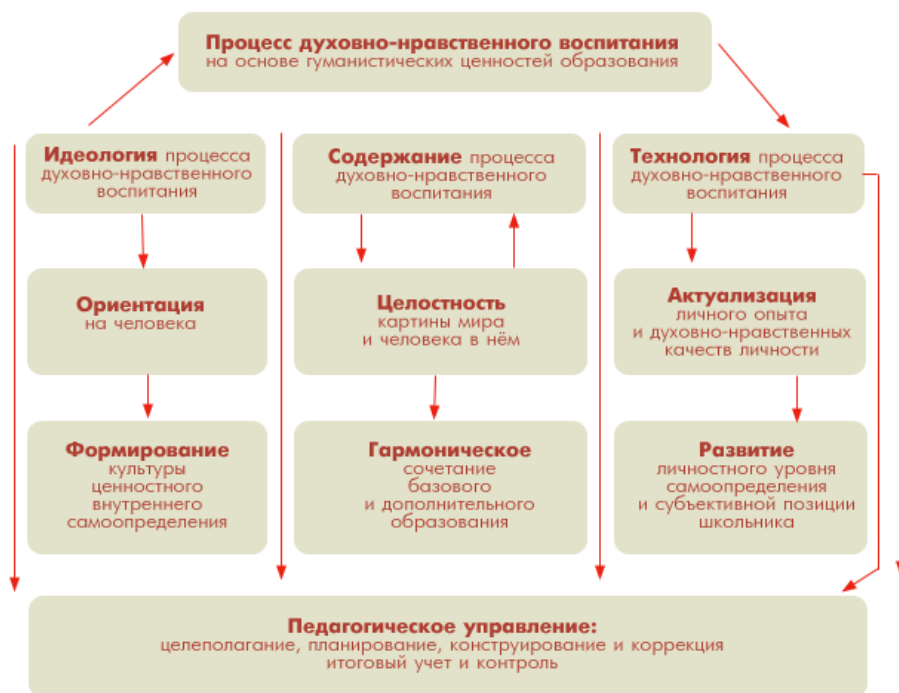 Процесс духовно-нравственного воспитания
на основе гуманистических ценностей образования
Идеология процесса
духовно-нравственного
воспитания
Содержание процесса
духовно-нравственного
воспитания
Технология процесса
духовно-нравственного
воспитания
Ориентация
на человека
Целостность
картины мира
и человека в нём
Актуализация
личного опыта
и духовно-нравственных
качеств личности
Формирование
культуры
ценностного
внутреннего
самоопределения
Гармоническое
сочетание
базового
и дополнительного
образования
Развитие
личностного уровня
самоопределения
и субъективной позиции
школьника
Педагогическое управление:
целеполагание, планирование, конструирование и коррекция
итоговый учет и контроль